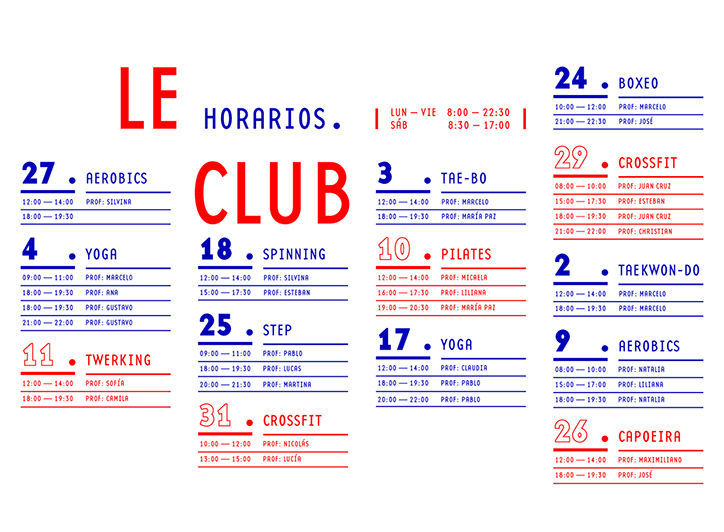 LE HORARIOS.
LUN — VIE 8:00 — 22:30
SÁB 8:30 — 17:00
CLUB
27 . AEROBICS
12:00 — 14:00 PROF: SILVINA
18:00 — 19:30
4 . YOGA
09:00 — 11:00 PROF: MARCELO
18:00 — 19:30 PROF: ANA
18:00 — 19:30 PROF: GUSTAVO
21:00 — 22:00 PROF: GUSTAVO
11 . TWERKING
12:00 — 14:00 PROF: SOFÍA
18:00 — 19:30 PROF: CAMILA
18 . SPINNING
12:00 — 14:00 PROF: SILVINA
15:00 — 17:30 PROF: ESTEBAN
25 . STEP
09:00 — 11:00 PROF: PABLO
18:00 — 19:30 PROF: LUCAS
20:00 — 21:30 PROF: MARTINA
31 . CROSSFIT
10:00 — 12:00 PROF: NICOLÁS
13:00 — 15:00 PROF: LUCÍA
3 . TAE-BO
12:00 — 14:00 PROF: MARCELO
18:00 — 19:30 PROF: MARÍA PAZ
10 . PILATES
12:00 — 14:00 PROF: MICAELA
16:00 — 17:30 PROF: LILIANA
19:00 — 20:30 PROF: MARÍA PAZ
17 . YOGA
12:00 — 14:00 PROF: CLAUDIA
18:00 — 19:30 PROF: PABLO
20:00 — 22:00 PROF: PABLO
24 . BOXEO
10:00 — 12:00 PROF: MARCELO
21:00 — 22:30 PROF: JOSÉ
29 . CROSSFIT
08:00 — 10:00 PROF: JUAN CRUZ
15:00 — 17:30 PROF: ESTEBAN
18:00 — 19:30 PROF: JUAN CRUZ
21:00 — 22:00 PROF: CHRISTIAN
2 . TAEKWON-DO
12:00 — 14:00 PROF: MARCELO
18:00 — 19:30 PROF: MARCELO
9 . AEROBICS
08:00 — 10:00 PROF: NATALIA
15:00 — 17:00 PROF: LILIANA
18:00 — 19:30 PROF: NATALIA
26 . CAPOEIRA
12:00 — 14:00 PROF: MAXIMILIANO
18:00 — 19:30 PROF: JOSÉ